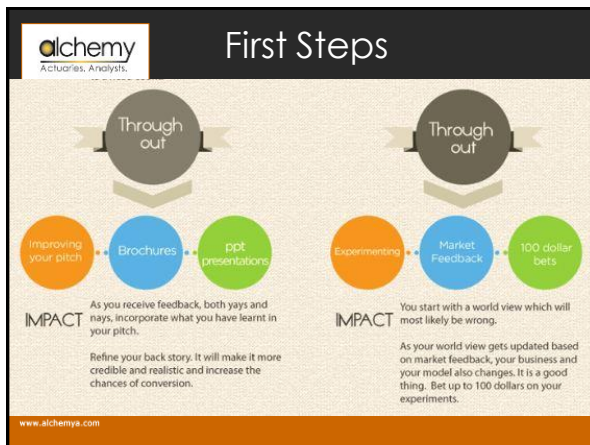 alchemy
Actuaries. Analysts.
First Steps
Through
out
Improving
your pitch
Brochures
ppt
presentations
IMPACT
As you receive feedback, both yays and
nays, incorporate what you have learnt in
your pitch.
Refine your back story. It will make it more
credible and realistic and increase the
chances of conversion.
Through
out
Experimenting
Market
Feedback
100 dollar
bets
IMPACT
You start with a world view which will
most likely be wrong.
As your world view gets updated based
on market feedback, your business and
your model also changes. It is a good
thing. Bet up to 100 dollars on your
experiments.
www.alchemya.com